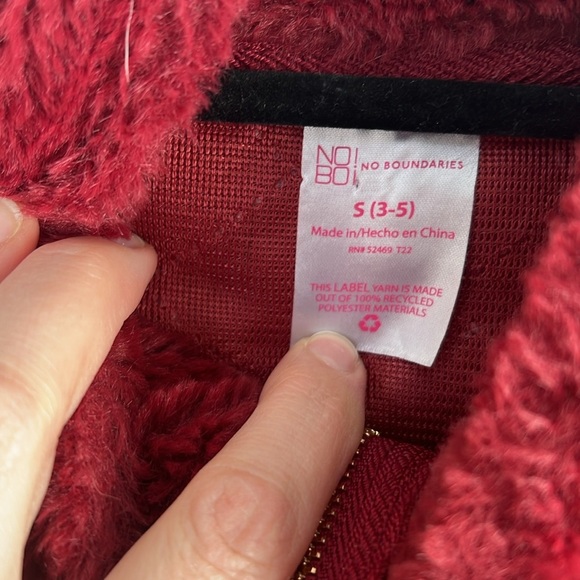 NO!
BO! NO BOUNDARIES
S (3-5)
Made in/Hecho en China
RN# 52469 T22
THIS LABEL YARN IS MADE
OUT OF 100% RECYCLED
POLYESTER MATERIALS